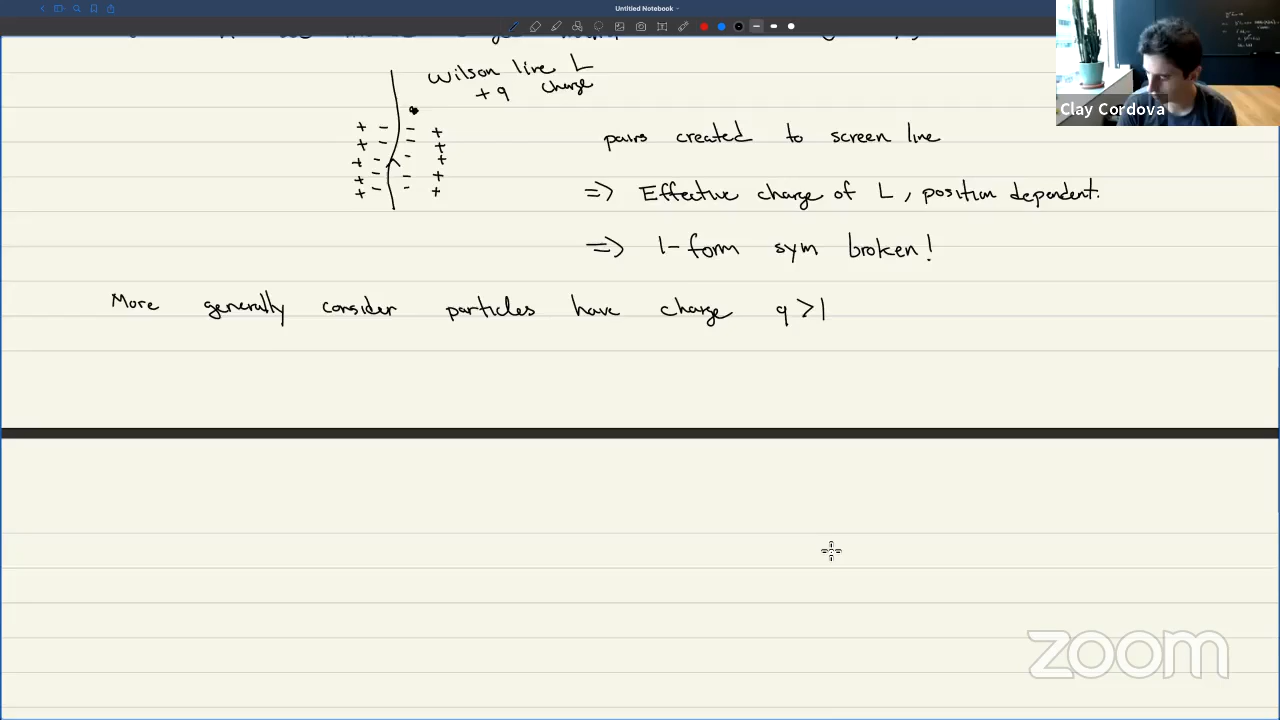 Untitled Notebook
Wilson line L
+ q charge
pairs created to screen line
=> Effective charge of L, position dependent.
=> 1-form sym broken!
More generally consider particles have charge q > 1
Clay Cordova
zoom